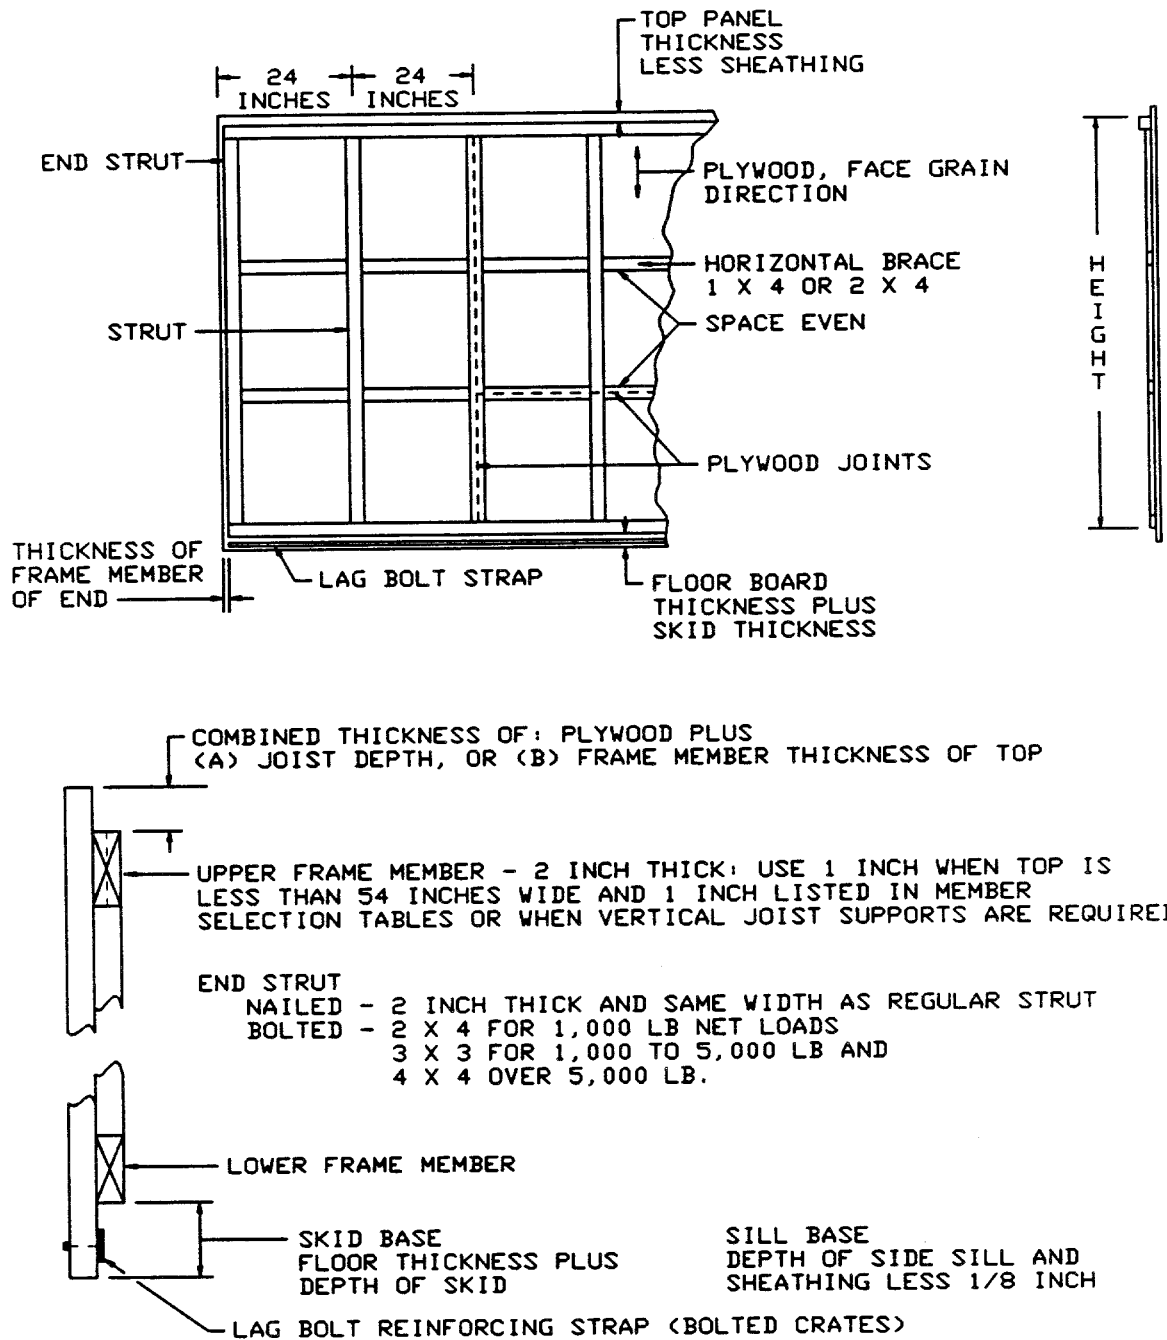 TOP PANEL
THICKNESS
LESS SHEATHING
24
INCHES
24
INCHES
END STRUT
PLYWOOD, FACE GRAIN
DIRECTION
HORIZONTAL BRACE
1 X 4 OR 2 X 4
SPACE EVEN
STRUT
HEIGHT
PLYWOOD JOINTS
THICKNESS OF
FRAME MEMBER
OF END
LAG BOLT STRAP
FLOOR BOARD
THICKNESS PLUS
SKID THICKNESS
COMBINED THICKNESS OF: PLYWOOD PLUS
(A) JOIST DEPTH, OR (B) FRAME MEMBER THICKNESS OF TOP
UPPER FRAME MEMBER - 2 INCH THICK: USE 1 INCH WHEN TOP IS
LESS THAN 54 INCHES WIDE AND 1 INCH LISTED IN MEMBER
SELECTION TABLES OR WHEN VERTICAL JOIST SUPPORTS ARE REQUIRED
END STRUT
NAILED - 2 INCH THICK AND SAME WIDTH AS REGULAR STRUT
BOLTED - 2 X 4 FOR 1,000 LB NET LOADS
3 X 3 FOR 1,000 TO 5,000 LB AND
4 X 4 OVER 5,000 LB.
LOWER FRAME MEMBER
SKID BASE
FLOOR THICKNESS PLUS
DEPTH OF SKID
SILL BASE
DEPTH OF SIDE SILL AND
SHEATHING LESS 1/8 INCH
LAG BOLT REINFORCING STRAP (BOLTED CRATES)